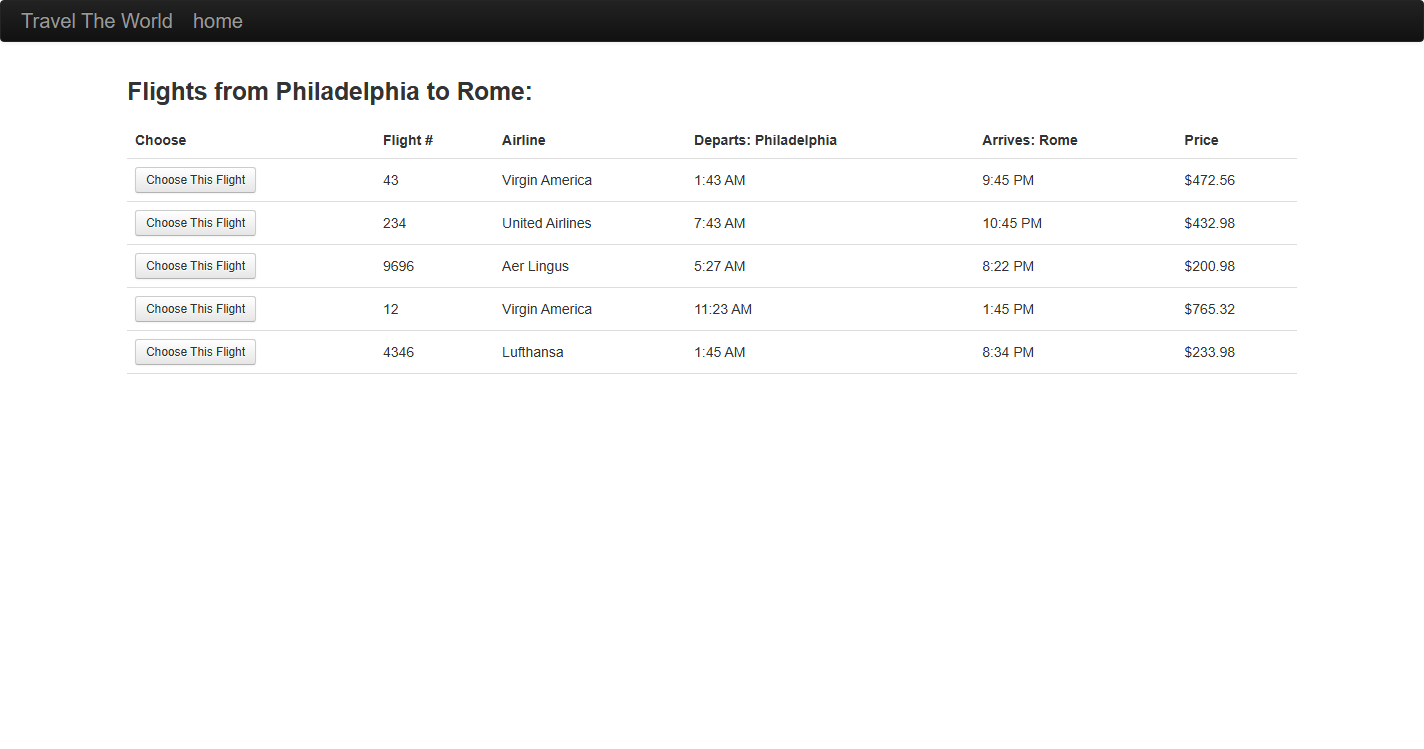 Travel The World home
Flights from Philadelphia to Rome:
Choose Flight # Airline Departs: Philadelphia Arrives: Rome Price
Choose This Flight 43 Virgin America 1:43 AM 9:45 PM $472.56
Choose This Flight 234 United Airlines 7:43 AM 10:45 PM $432.98
Choose This Flight 9696 Aer Lingus 5:27 AM 8:22 PM $200.98
Choose This Flight 12 Virgin America 11:23 AM 1:45 PM $765.32
Choose This Flight 4346 Lufthansa 1:45 AM 8:34 PM $233.98